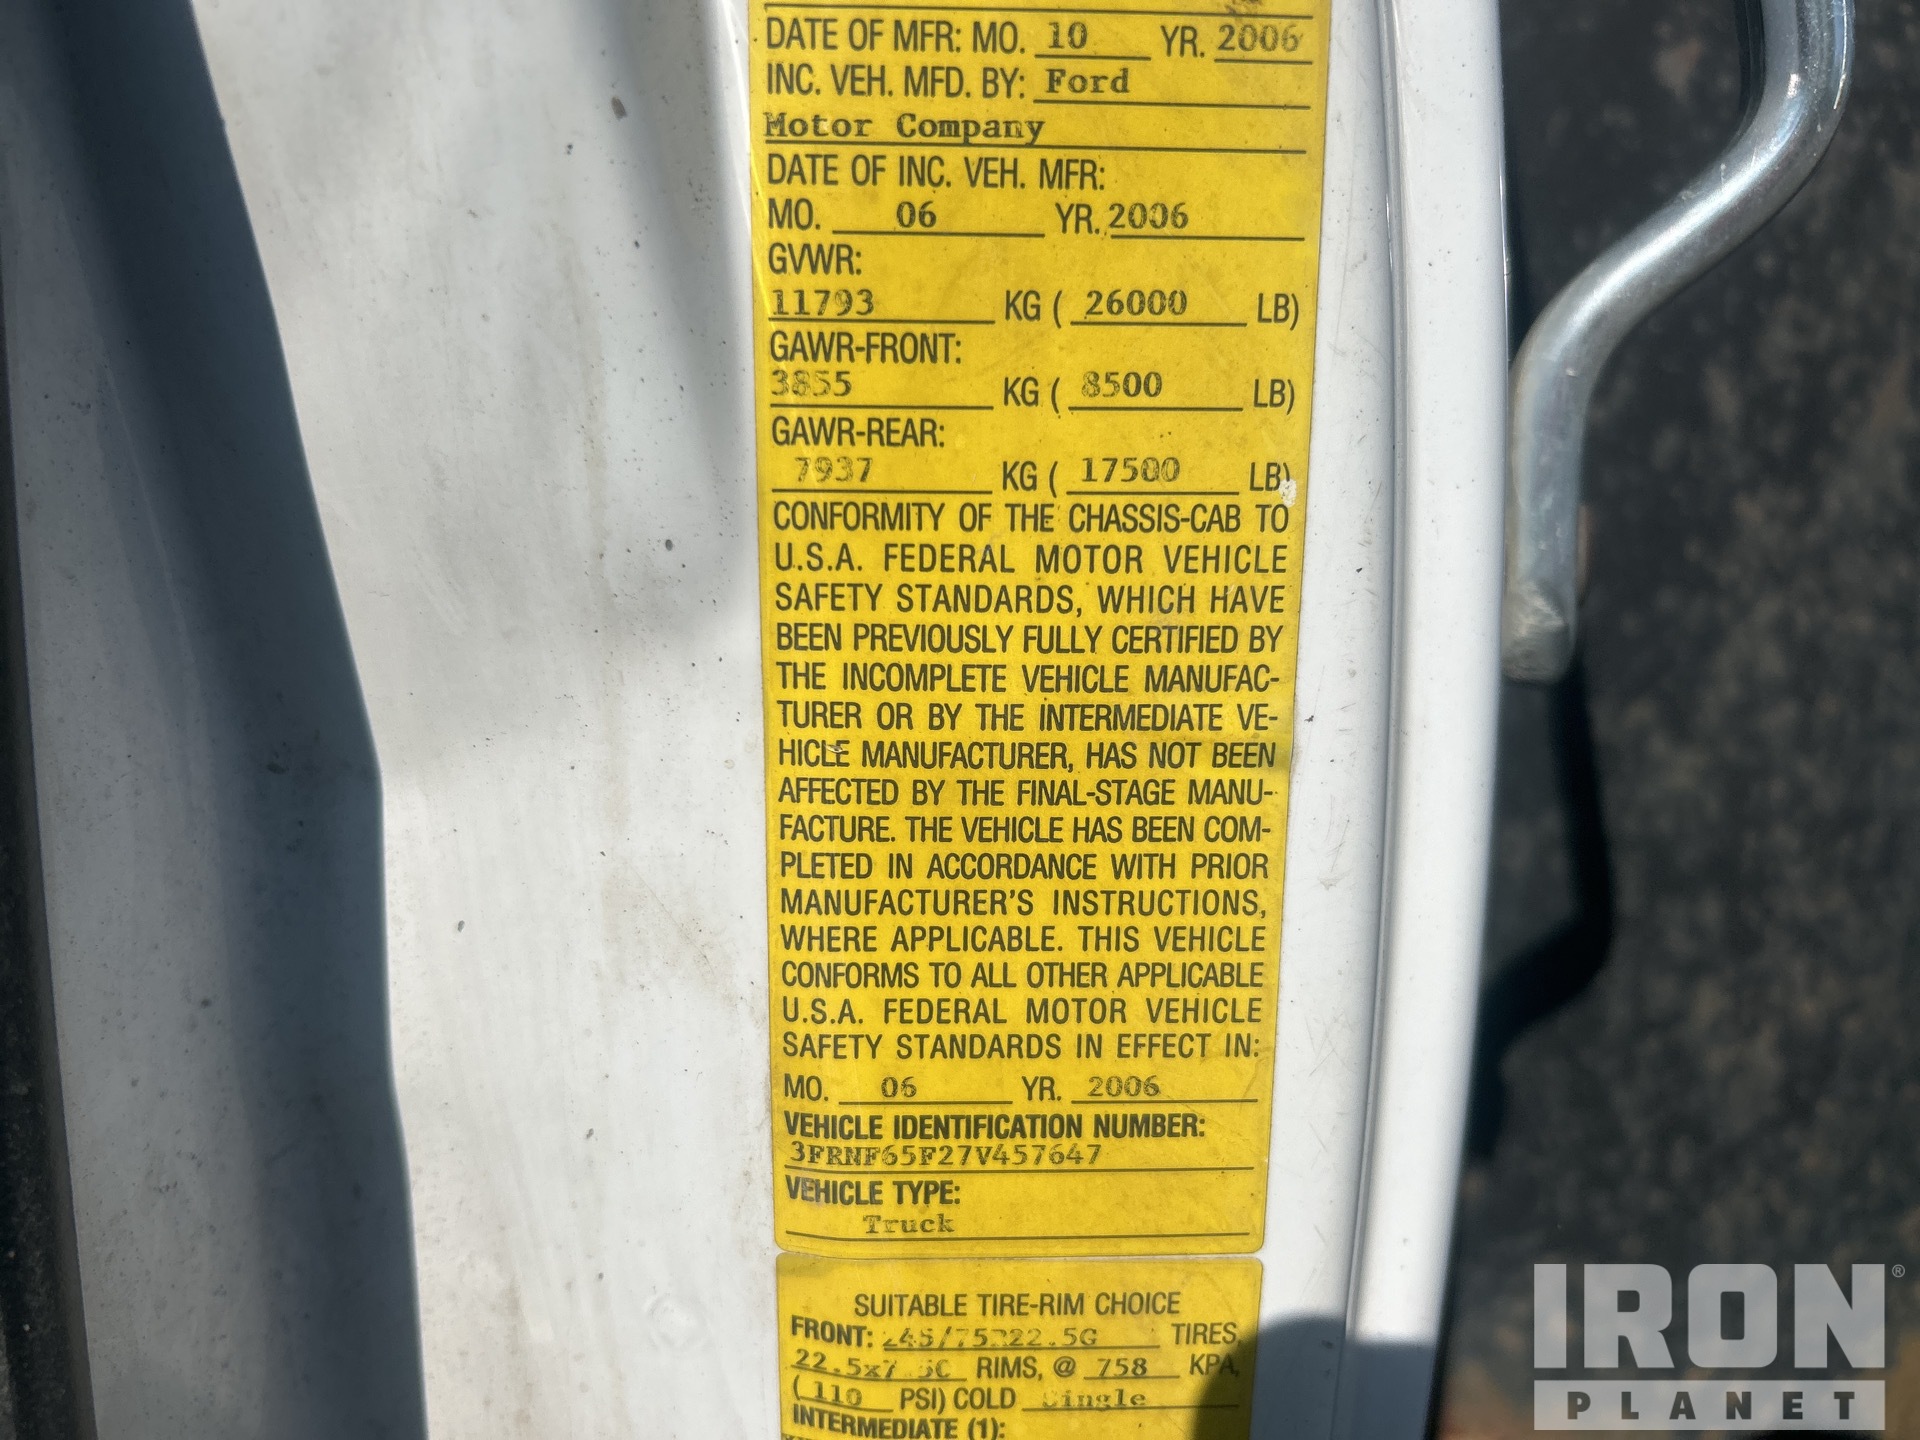 DATE OF MFR: MO. 10 YR. 2006
INC. VEH. MFD. BY: Ford
Motor Company
DATE OF INC. VEH. MFR:
MO. 06 YR. 2006
GVWR:
11793 KG ( 26000 LB)
GAWR-FRONT:
3855 KG ( 8500 LB)
GAWR-REAR:
7937 KG ( 17500 LB)
CONFORMITY OF THE CHASSIS-CAB TO
U.S.A. FEDERAL MOTOR VEHICLE
SAFETY STANDARDS, WHICH HAVE
BEEN PREVIOUSLY FULLY CERTIFIED BY
THE INCOMPLETE VEHICLE MANUFAC-
TURER OR BY THE INTERMEDIATE VE-
HICLE MANUFACTURER, HAS NOT BEEN
AFFECTED BY THE FINAL-STAGE MANU-
FACTURE. THE VEHICLE HAS BEEN COM-
PLETED IN ACCORDANCE WITH PRIOR
MANUFACTURER'S INSTRUCTIONS,
WHERE APPLICABLE. THIS VEHICLE
CONFORMS TO ALL OTHER APPLICABLE
U.S.A. FEDERAL MOTOR VEHICLE
SAFETY STANDARDS IN EFFECT IN:
MO. 06 YR. 2006
VEHICLE IDENTIFICATION NUMBER:
3FRNF65F27V457647
VEHICLE TYPE:
Truck
SUITABLE TIRE-RIM CHOICE
FRONT: 245/75R22.5G TIRES,
22.5x7.50 RIMS, @ 758 KPA,
( 110 PSI) COLD Single
INTERMEDIATE (1):
IRON®
PLANET